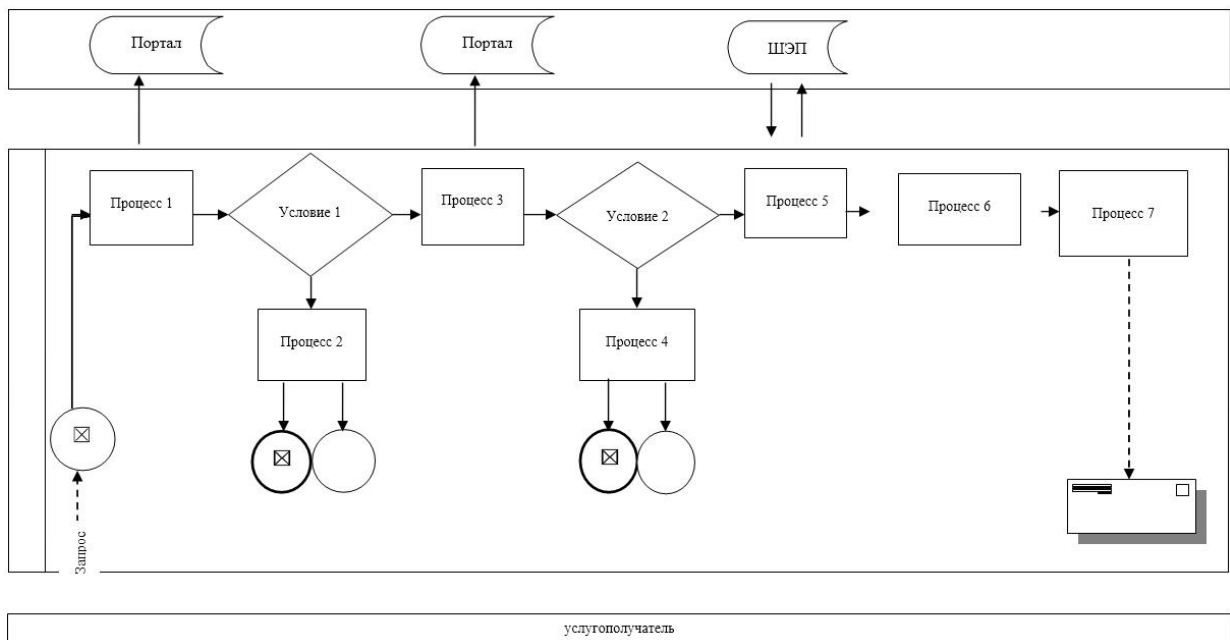 Портал
Портал
ШЭП
Процесс 1
Условие 1
Процесс 3
Условие 2
Процесс 5
Процесс 6
Процесс 7
Процесс 2
Процесс 4
Запрос
услугополучатель